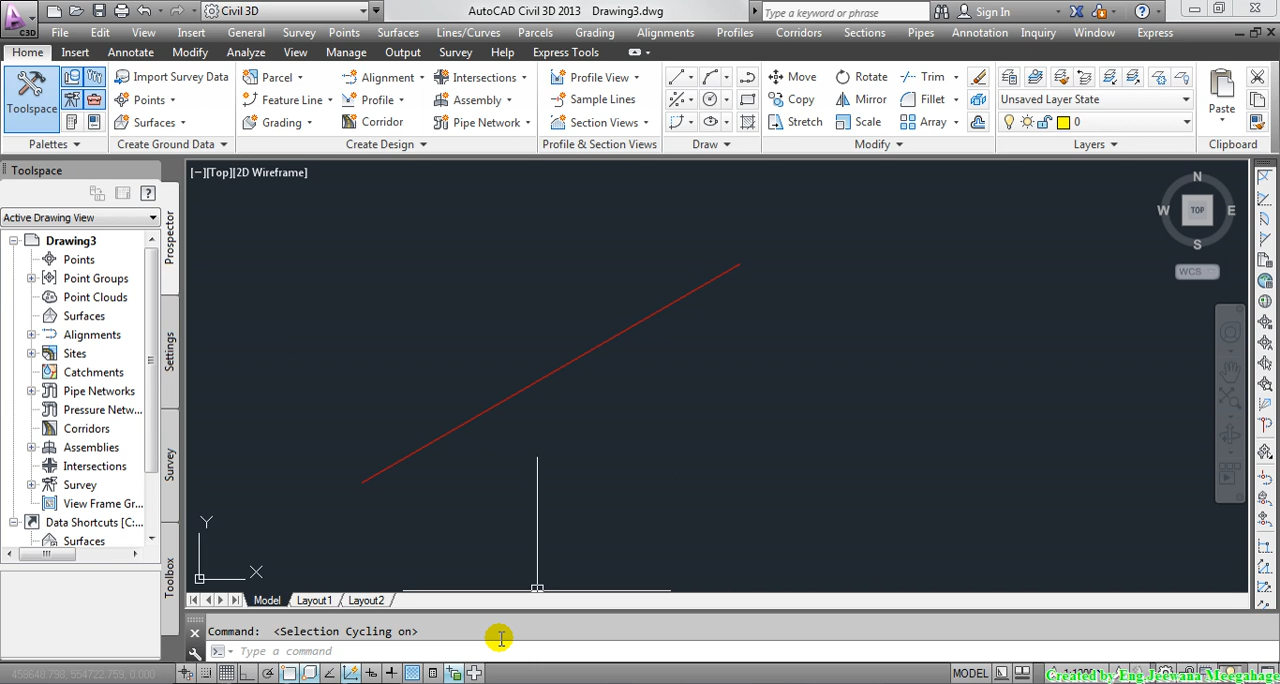 Civil 3D
AutoCAD Civil 3D 2013 Drawing3.dwg
Type a keyword or phrase
Sign In
C3D
File Edit View Insert General Survey Points Surfaces Lines/Curves Parcels Grading Alignments Profiles Corridors Sections Pipes Annotation Inquiry Window Express
Home Insert Annotate Modify Analyze View Manage Output Survey Help Express Tools
Toolspace
Palettes
Import Survey Data
Points
Surfaces
Create Ground Data
Parcel
Feature Line
Grading
Alignment
Profile
Corridor
Intersections
Assembly
Pipe Network
Create Design
Profile View
Sample Lines
Section Views
Profile & Section Views
Draw
Move
Copy
Stretch
Rotate
Mirror
Scale
Trim
Fillet
Array
Modify
Unsaved Layer State
0
Layers
Paste
Clipboard
Toolspace
Active Drawing View
Drawing3
Points
Point Groups
Point Clouds
Surfaces
Alignments
Sites
Catchments
Pipe Networks
Pressure Netw...
Corridors
Assemblies
Intersections
Survey
View Frame Gr...
Data Shortcuts [C:...
Surfaces
Prospector
Settings
Survey
Toolbox
[−][Top][2D Wireframe]
N
W
TOP
E
S
WCS
Y
X
Model Layout1 Layout2
Command: <Selection Cycling on>
Type a command
MODEL
Created by Eng.Jeewana Meegahage